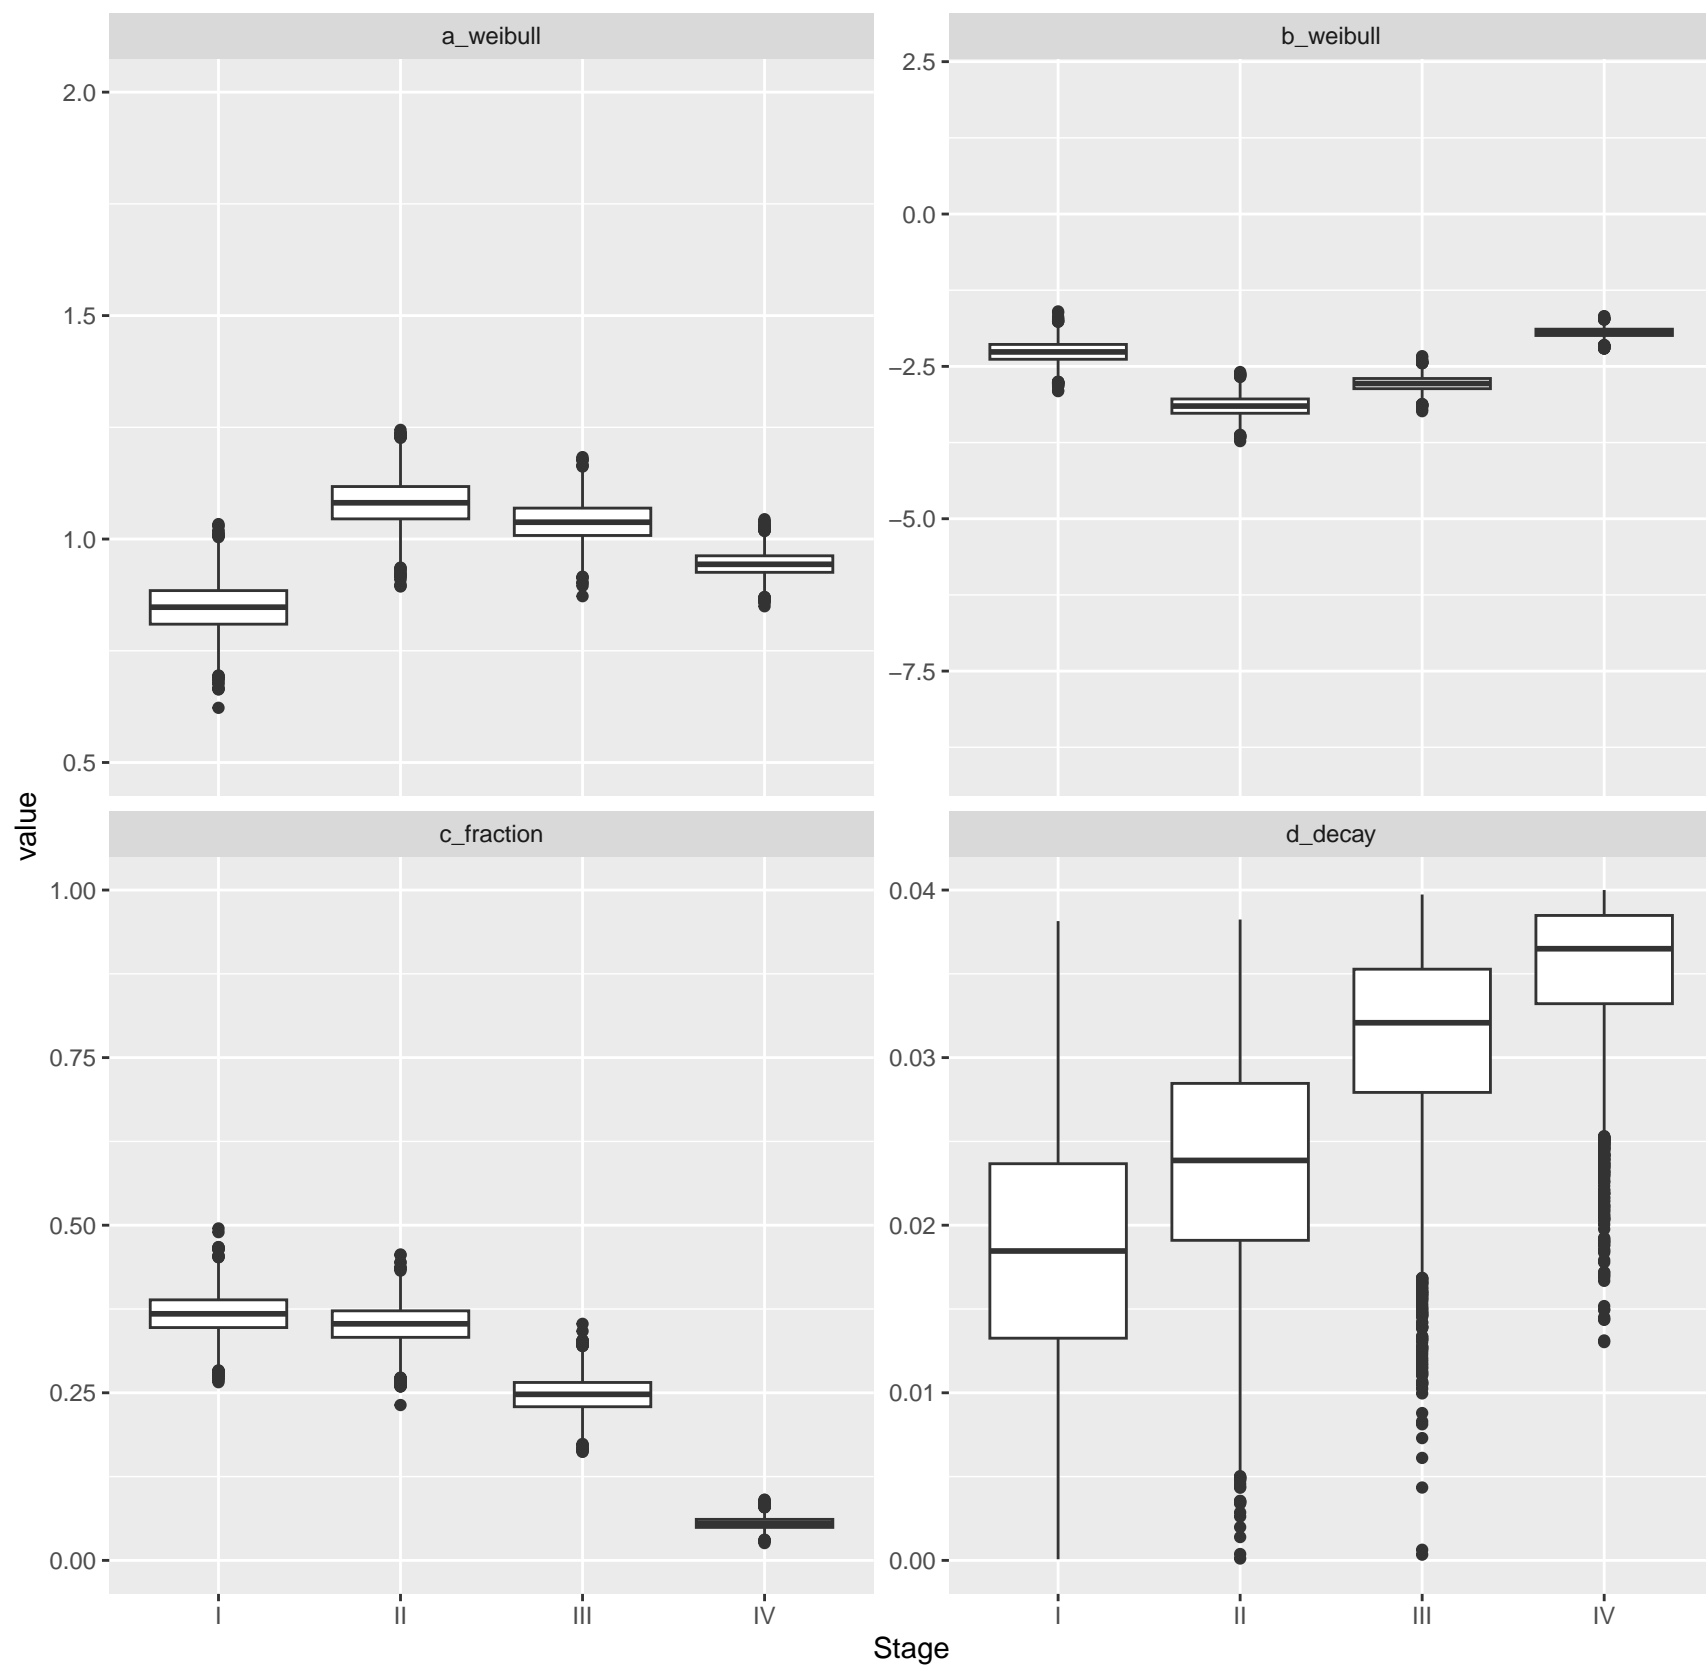 a_weibull
b_weibull
2.0
1.5
1.0
0.5
2.5
0.0
−2.5
−5.0
−7.5
value
c_fraction
d_decay
1.00
0.75
0.50
0.25
0.00
0.04
0.03
0.02
0.01
0.00
I II III IV
I II III IV
Stage